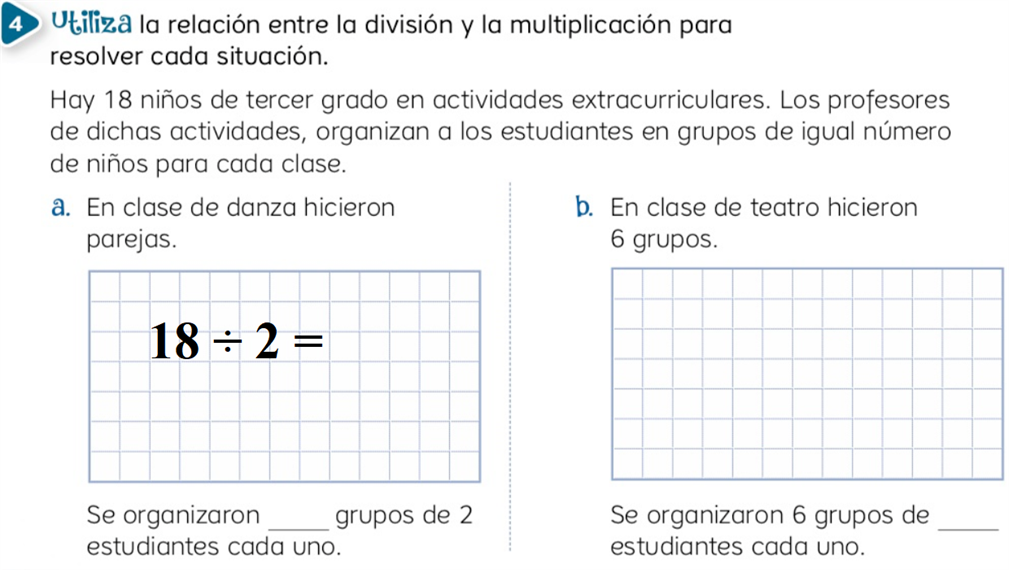 4 Utiliza la relación entre la división y la multiplicación para
resolver cada situación.
Hay 18 niños de tercer grado en actividades extracurriculares. Los profesores
de dichas actividades, organizan a los estudiantes en grupos de igual número
de niños para cada clase.
a. En clase de danza hicieron
parejas.
18 ÷ 2 =
Se organizaron _____ grupos de 2
estudiantes cada uno.
b. En clase de teatro hicieron
6 grupos.
Se organizaron 6 grupos de _____
estudiantes cada uno.